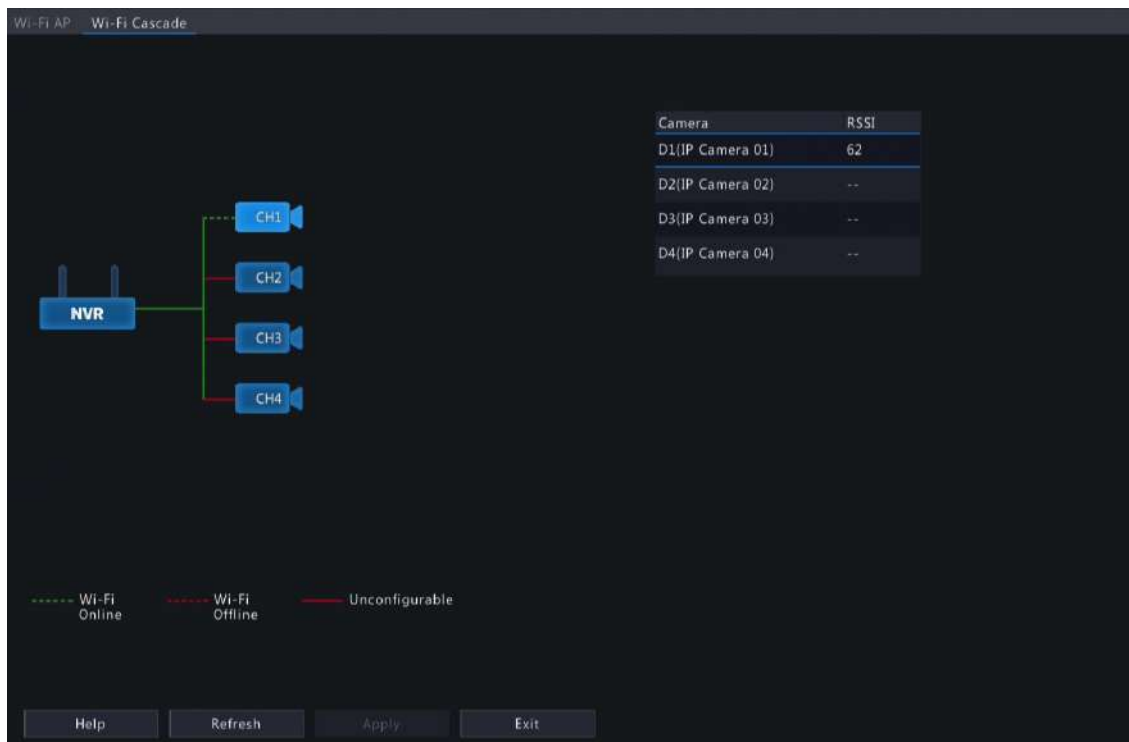 Wi-Fi AP Wi-Fi Cascade
Camera RSSI
D1(IP Camera 01) 62
D2(IP Camera 02) --
D3(IP Camera 03) --
D4(IP Camera 04) --
CH1
CH2
NVR
CH3
CH4
Wi-Fi Online
Wi-Fi Offline
Unconfigurable
Help Refresh Apply Exit